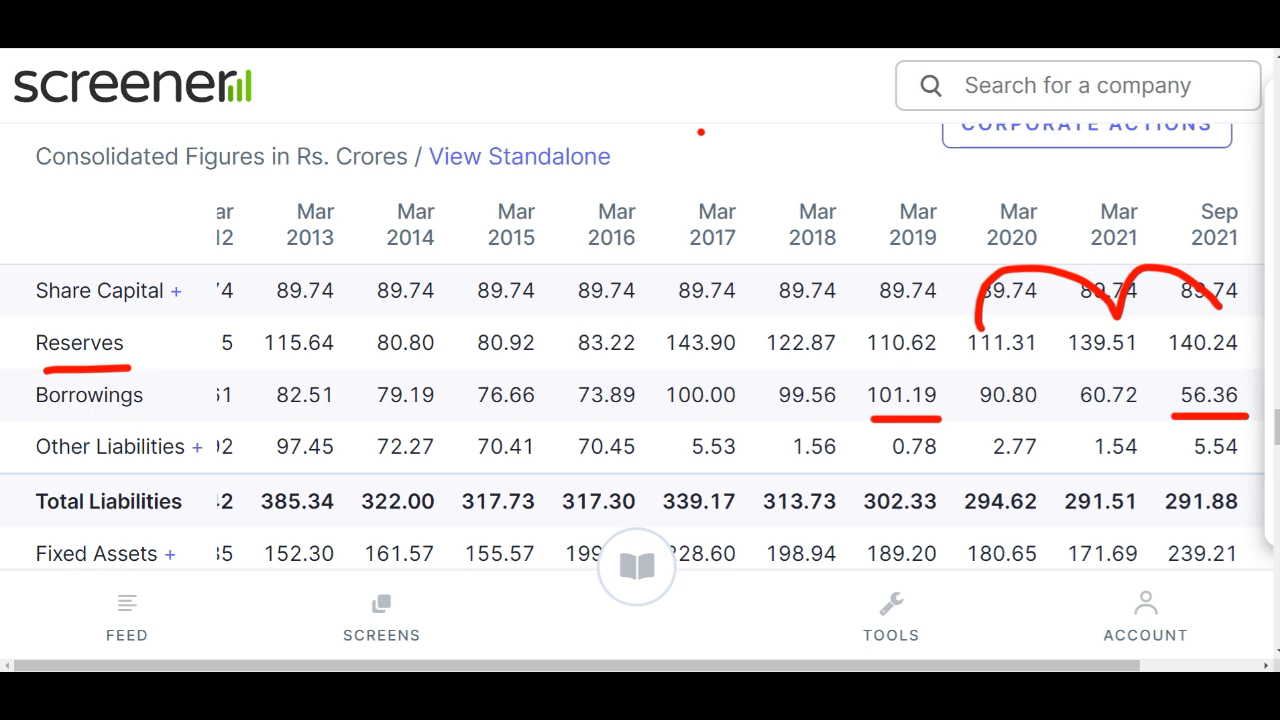 screener
Search for a company
CORPORATE ACTIONS
Consolidated Figures in Rs. Crores / View Standalone
Mar Mar Mar Mar Mar Mar Mar Mar Mar Sep
2013 2014 2015 2016 2017 2018 2019 2020 2021 2021
Share Capital + 89.74 89.74 89.74 89.74 89.74 89.74 89.74 89.74 89.74 89.74
Reserves 115.64 80.80 80.92 83.22 143.90 122.87 110.62 111.31 139.51 140.24
Borrowings 82.51 79.19 76.66 73.89 100.00 99.56 101.19 90.80 60.72 56.36
Other Liabilities + 97.45 72.27 70.41 70.45 5.53 1.56 0.78 2.77 1.54 5.54
Total Liabilities 385.34 322.00 317.73 317.30 339.17 313.73 302.33 294.62 291.51 291.88
Fixed Assets + 152.30 161.57 155.57 198.94 189.20 180.65 171.69 239.21
FEED SCREENS TOOLS ACCOUNT